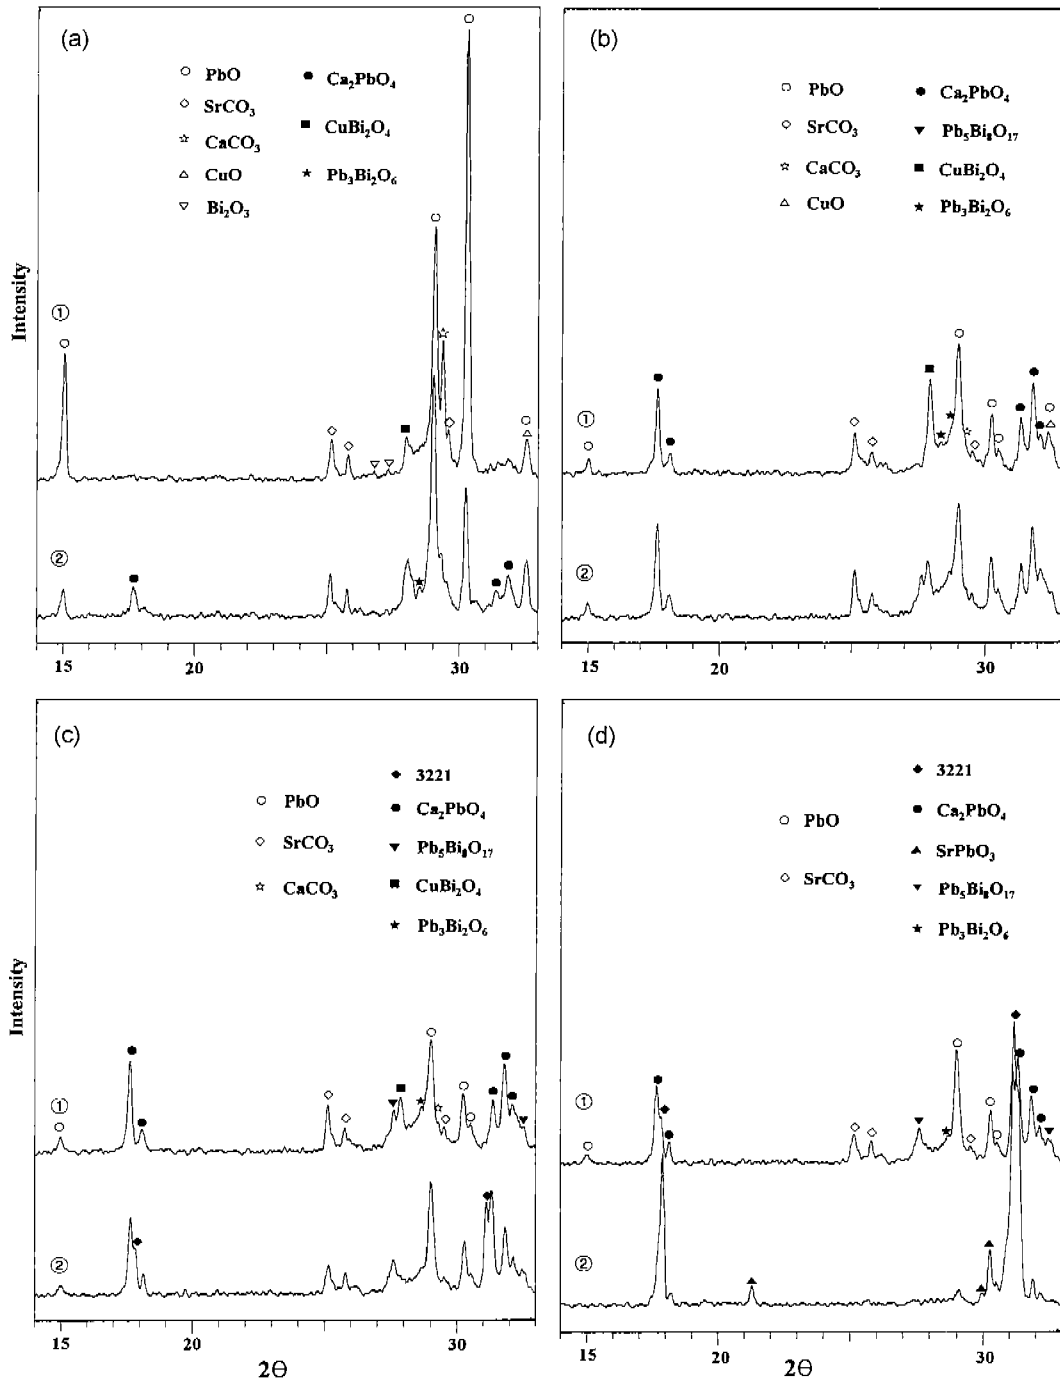 (a)
PbO
SrCO₃
CaCO₃
CuO
Bi₂O₃
Ca₂PbO₄
CuBi₂O₄
Pb₃Bi₂O₆
Intensity
①
②
15
20
30
(b)
PbO
SrCO₃
CaCO₃
CuO
Ca₂PbO₄
Pb₅Bi₈O₁₇
CuBi₂O₄
Pb₃Bi₂O₆
①
②
15
20
30
(c)
PbO
SrCO₃
CaCO₃
3221
Ca₂PbO₄
Pb₅Bi₈O₁₇
CuBi₂O₄
Pb₃Bi₂O₆
Intensity
①
②
15
20
30
2Θ
(d)
PbO
SrCO₃
3221
Ca₂PbO₄
SrPbO₃
Pb₅Bi₈O₁₇
Pb₃Bi₂O₆
①
②
15
20
30
2Θ